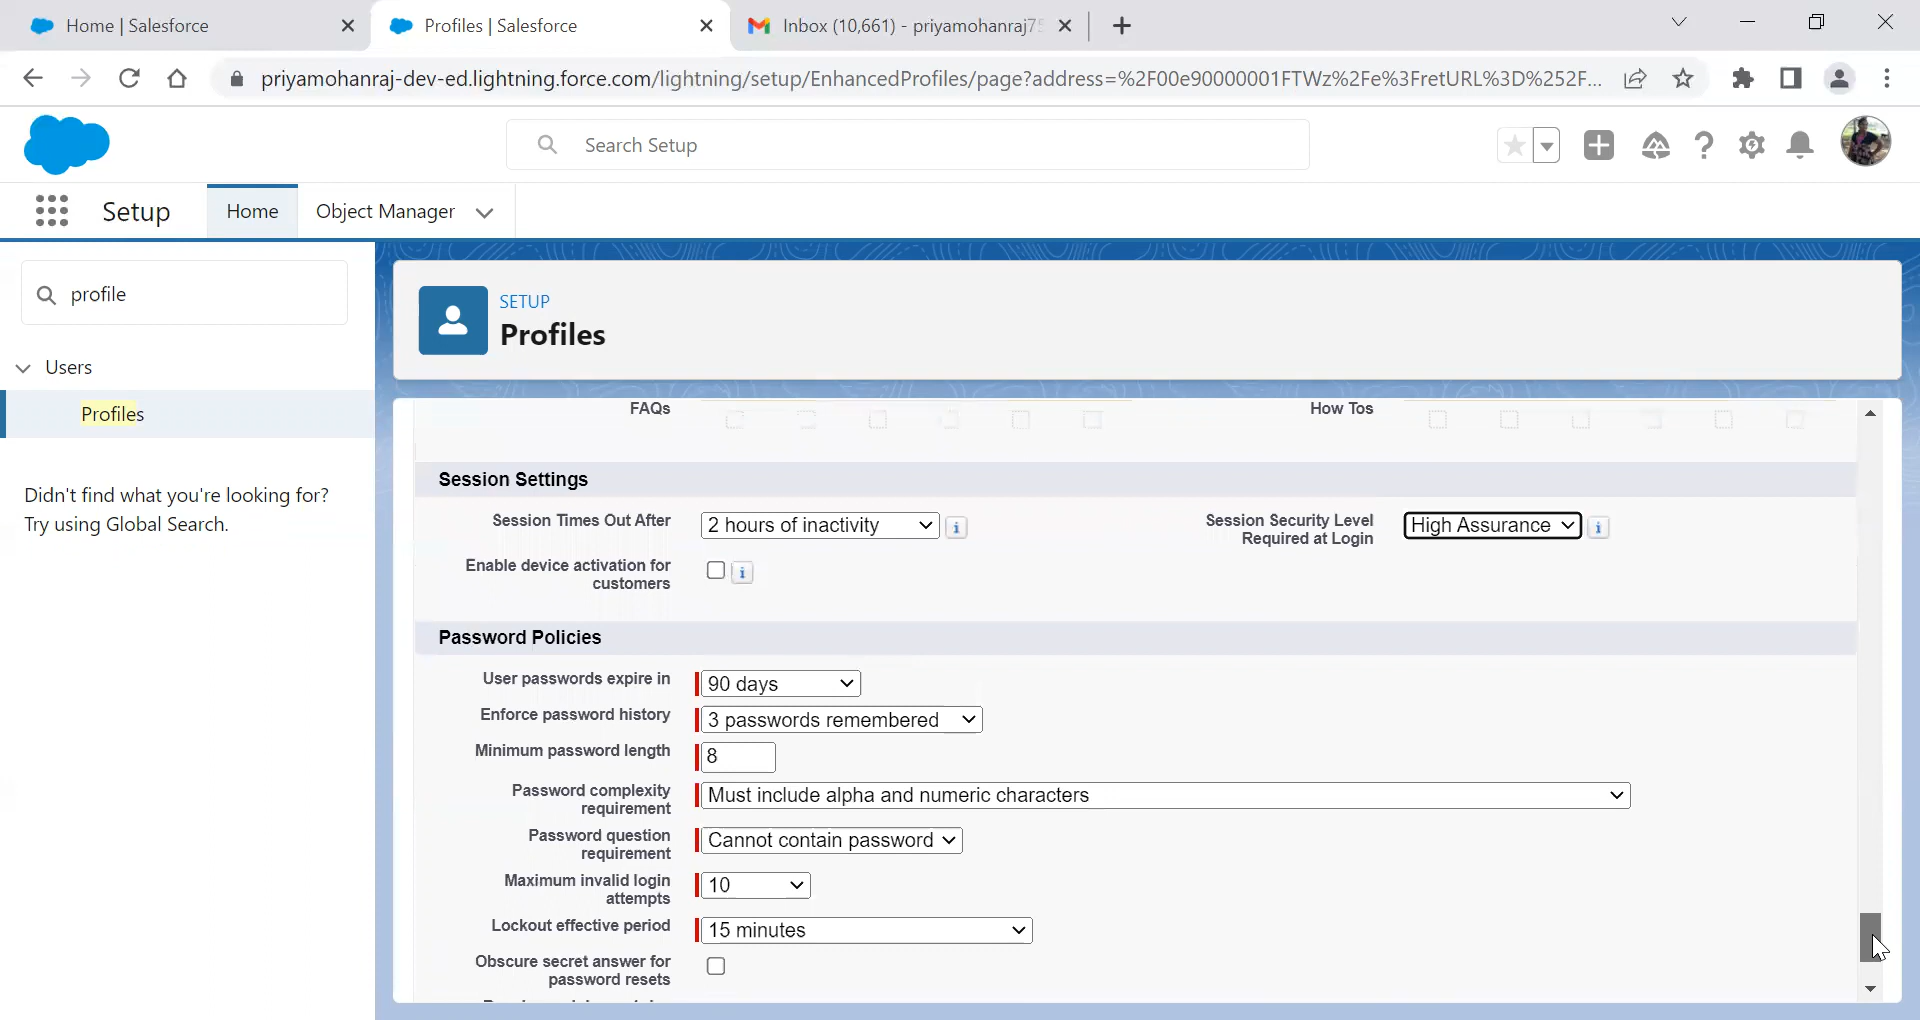 Home | Salesforce
Profiles | Salesforce
Inbox (10,661) - priyamohanraj75
priyamohanraj-dev-ed.lightning.force.com/lightning/setup/EnhancedProfiles/page?address=%2F00e90000001FTWz%2Fe%3FretURL%3D%252F...
Search Setup
Setup
Home
Object Manager
profile
Users
Profiles
Didn't find what you're looking for?
Try using Global Search.
SETUP
Profiles
FAQs
How Tos
Session Settings
Session Times Out After
2 hours of inactivity
Session Security Level
Required at Login
High Assurance
Enable device activation for
customers
Password Policies
User passwords expire in
90 days
Enforce password history
3 passwords remembered
Minimum password length
8
Password complexity
requirement
Must include alpha and numeric characters
Password question
requirement
Cannot contain password
Maximum invalid login
attempts
10
Lockout effective period
15 minutes
Obscure secret answer for
password resets